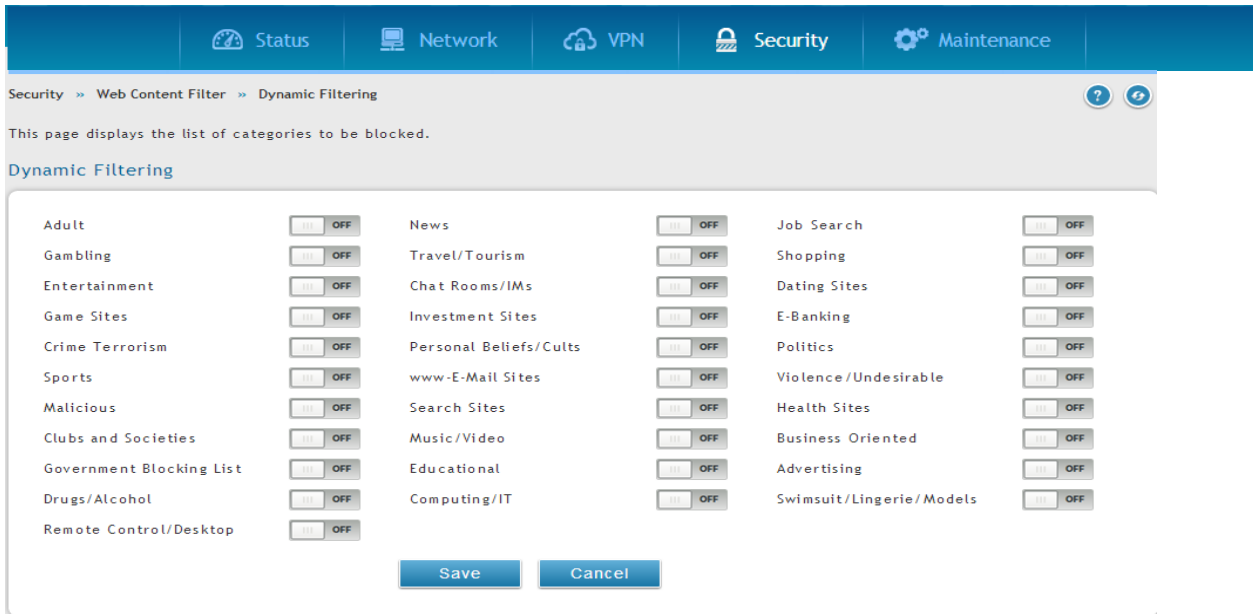 Status Network VPN Security Maintenance
Security » Web Content Filter » Dynamic Filtering ?
This page displays the list of categories to be blocked.
Dynamic Filtering
Adult OFF News OFF Job Search OFF
Gambling OFF Travel/Tourism OFF Shopping OFF
Entertainment OFF Chat Rooms/IMs OFF Dating Sites OFF
Game Sites OFF Investment Sites OFF E-Banking OFF
Crime Terrorism OFF Personal Beliefs/Cults OFF Politics OFF
Sports OFF www-E-Mail Sites OFF Violence/Undesirable OFF
Malicious OFF Search Sites OFF Health Sites OFF
Clubs and Societies OFF Music/Video OFF Business Oriented OFF
Government Blocking List OFF Educational OFF Advertising OFF
Drugs/Alcohol OFF Computing/IT OFF Swimsuit/Lingerie/Models OFF
Remote Control/Desktop OFF
Save Cancel